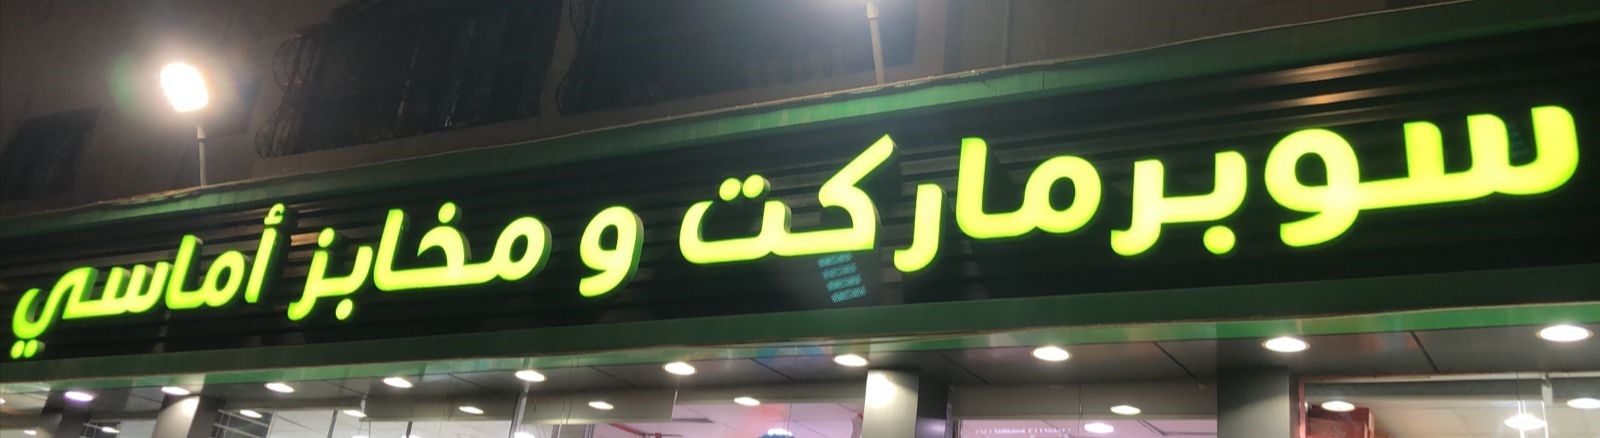 سوبرماركت و مخابز أماسي